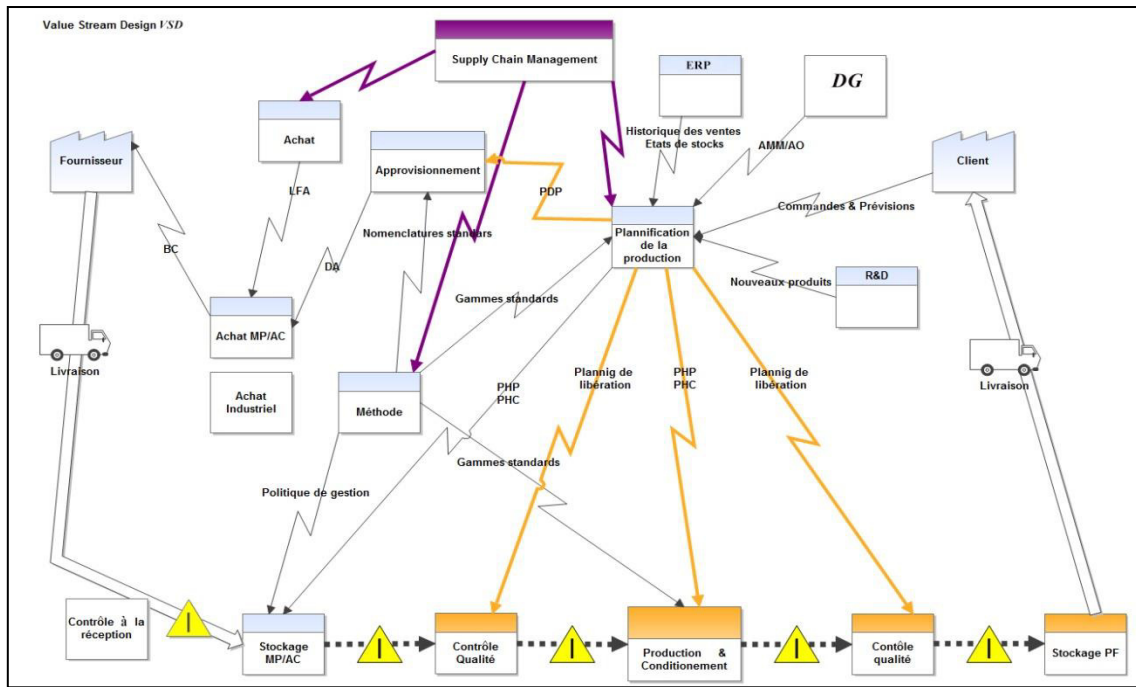 Value Stream Design VSD
Supply Chain Management
ERP
DG
Achat
Historique des ventes
Etats de stocks
AMM/AO
Fournisseur
Approvisionnement
Client
LFA
PDP
Commandes & Prévisions
Plannification
de la
production
Nomenclatures standars
BC
DA
R&D
Nouveaux produits
Gammes standards
Achat MP/AC
Livraison
Livraison
Achat
Industriel
Méthode
PHP
PHC
Plannig de
libération
PHP
PHC
Plannig de
libération
Gammes standards
Politique de gestion
Contrôle à la
réception
I
Stockage
MP/AC
I
Contrôle
Qualité
I
Production &
Conditionement
I
Contôle
qualité
I
Stockage PF